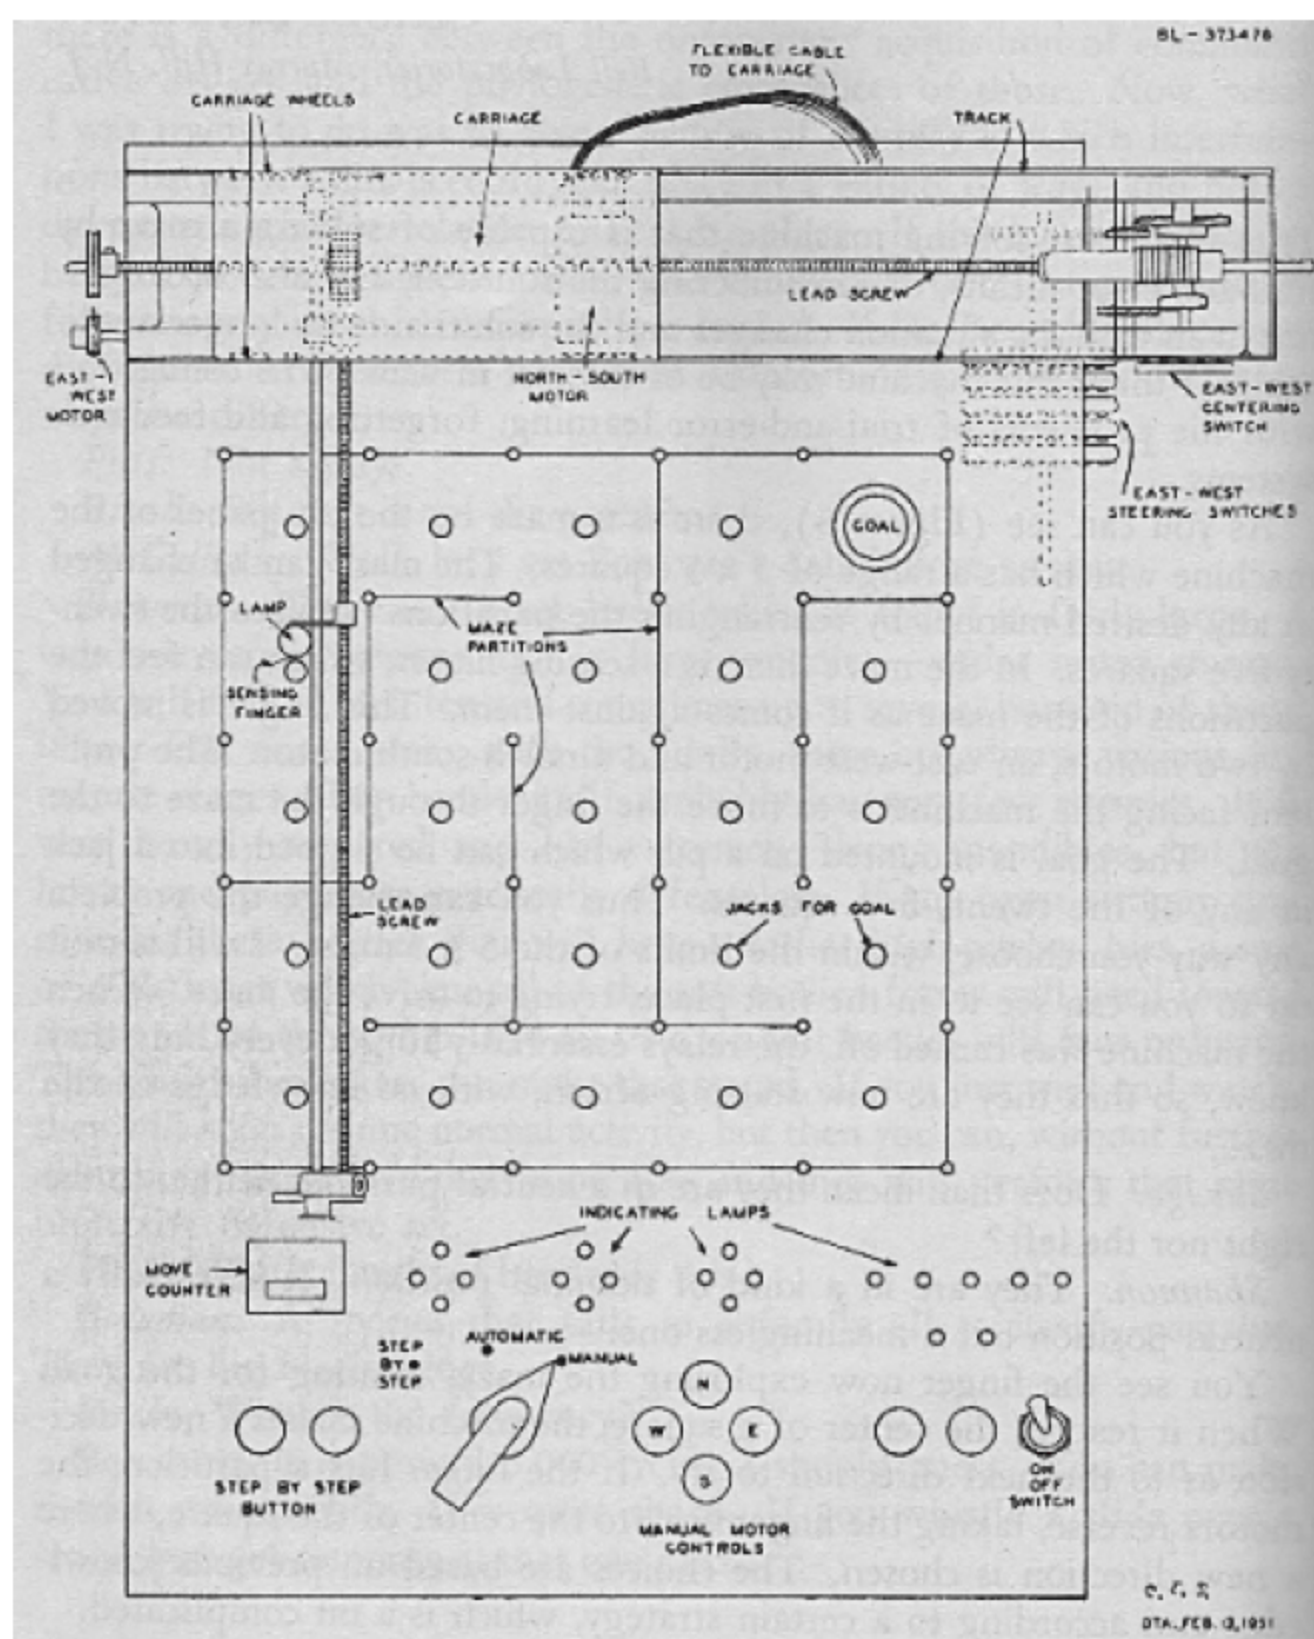 BL-373478
FLEXIBLE CABLE
TO CARRIAGE
CARRIAGE WHEELS
CARRIAGE
TRACK
LEAD SCREW
EAST-
WEST
MOTOR
NORTH-SOUTH
MOTOR
EAST-WEST
CENTERING
SWITCH
EAST-WEST
STEERING SWITCHES
GOAL
LAMP
MAZE
PARTITIONS
SENSING
FINGER
LEAD
SCREW
JACKS FOR GOAL
INDICATING LAMPS
MOVE
COUNTER
STEP
BY
STEP
AUTOMATIC
MANUAL
N
W E
S
STEP BY STEP
BUTTON
MANUAL MOTOR
CONTROLS
ON
OFF
SWITCH
DTA. FEB. 13, 1951